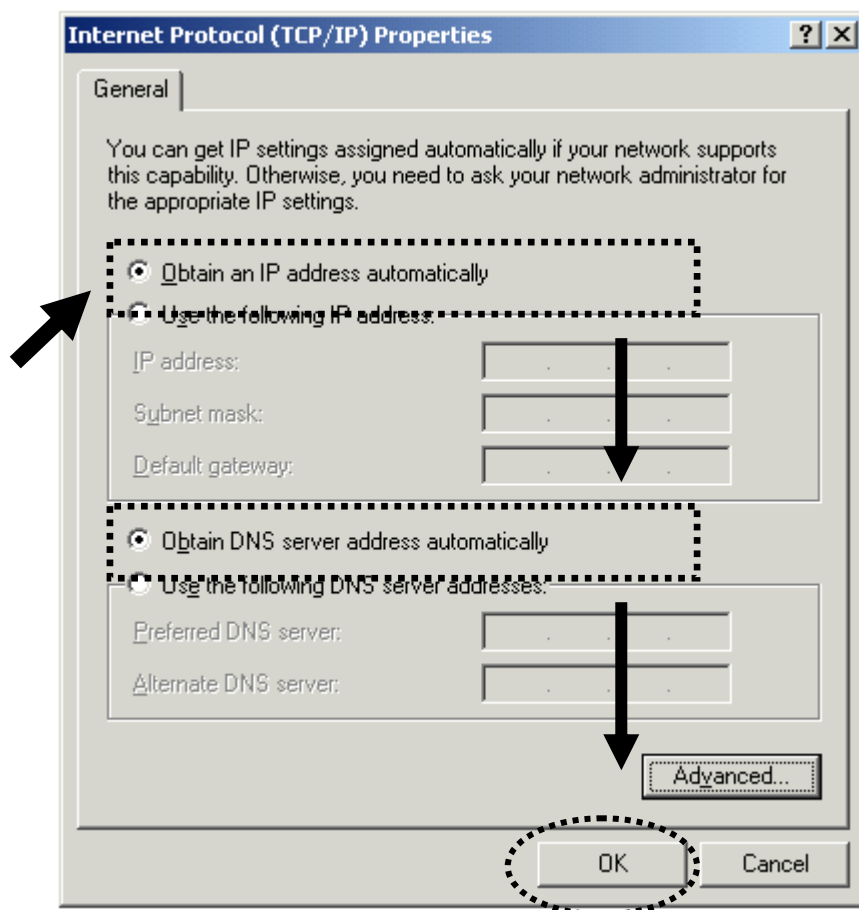 Internet Protocol (TCP/IP) Properties
General
You can get IP settings assigned automatically if your network supports
this capability. Otherwise, you need to ask your network administrator for
the appropriate IP settings.
Obtain an IP address automatically
Use the following IP address:
IP address:
Subnet mask:
Default gateway:
Obtain DNS server address automatically
Use the following DNS server addresses:
Preferred DNS server:
Alternate DNS server:
Advanced...
OK Cancel